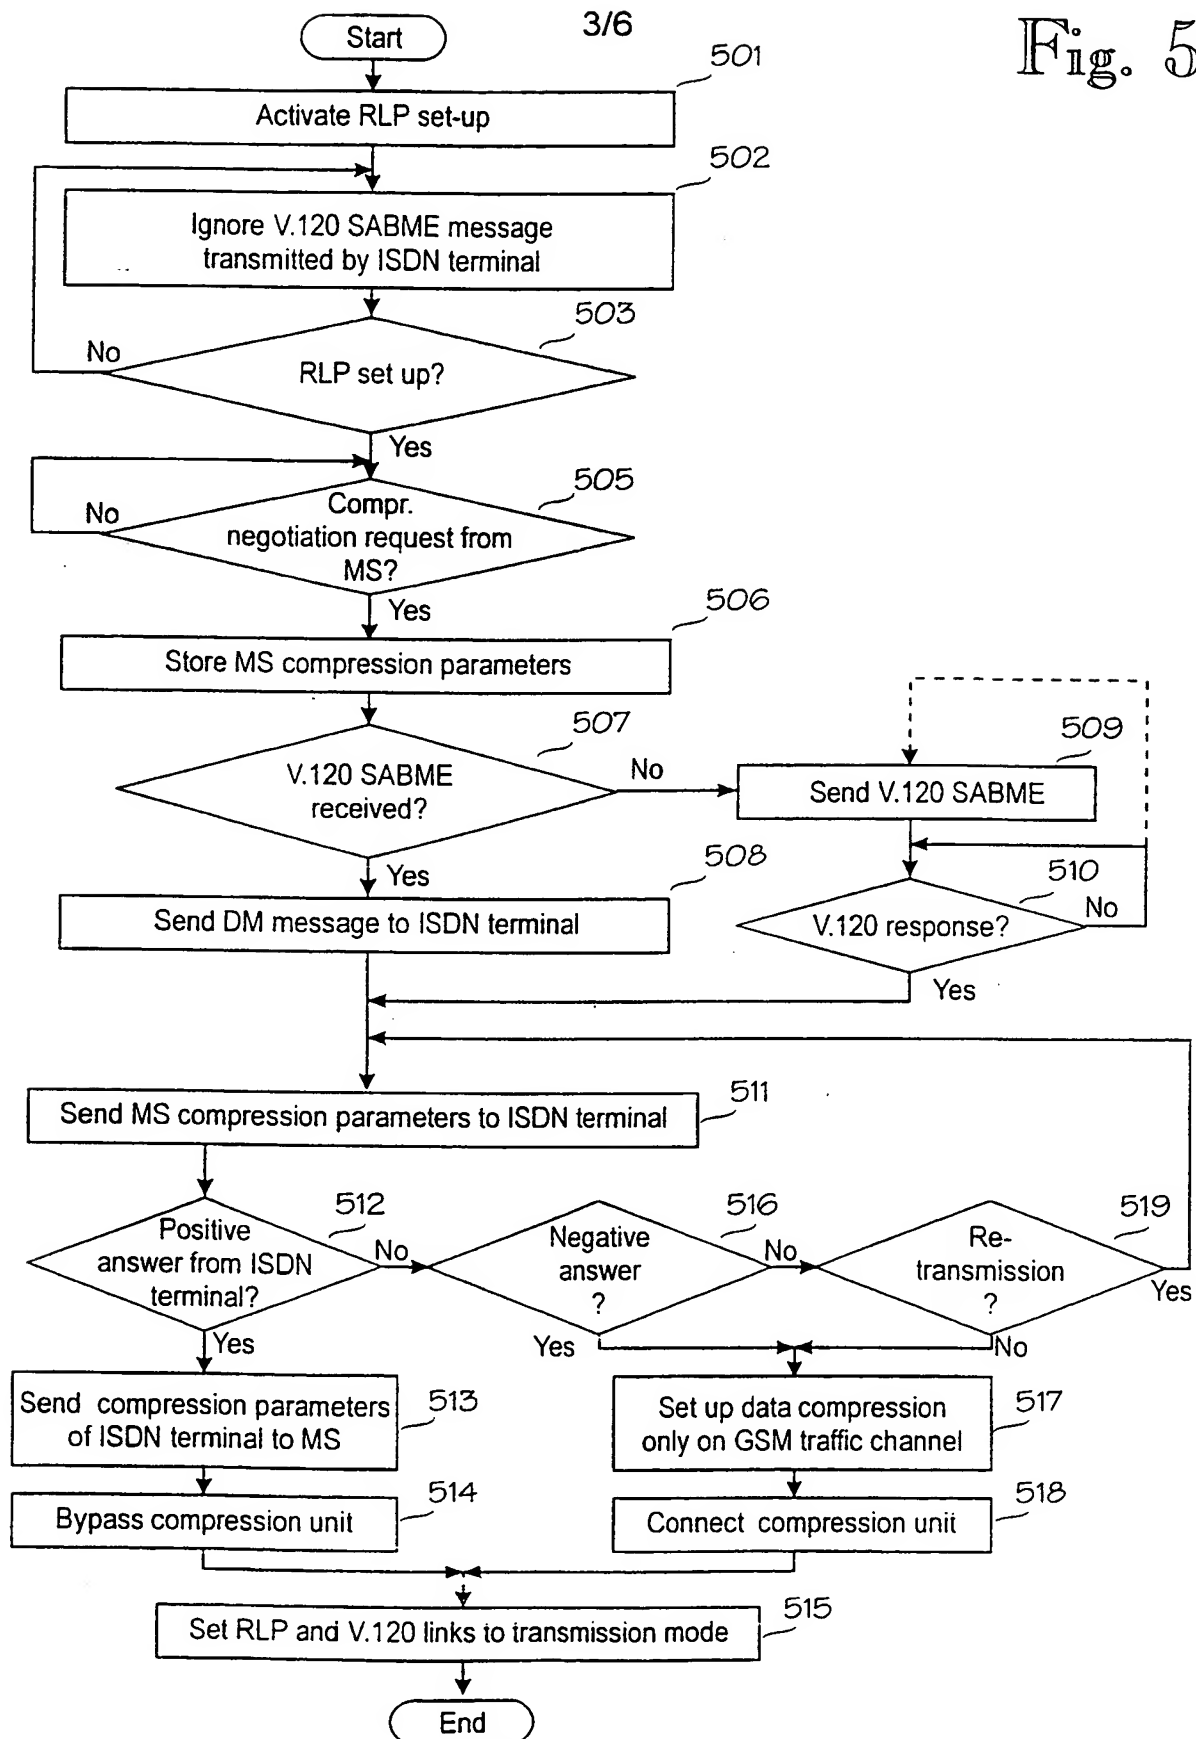 3/6
Fig. 5
Start
501
Activate RLP set-up
502
Ignore V.120 SABME message
transmitted by ISDN terminal
503
No
RLP set up?
Yes
505
No
Compr.
negotiation request from
MS?
Yes
506
Store MS compression parameters
507
V.120 SABME
received?
No
509
Send V.120 SABME
Yes
508
Send DM message to ISDN terminal
510
V.120 response?
No
Yes
511
Send MS compression parameters to ISDN terminal
512
Positive
answer from ISDN
terminal?
No
516
Negative
answer
?
No
519
Re-
transmission
?
Yes
Yes
Yes
No
513
Send compression parameters
of ISDN terminal to MS
517
Set up data compression
only on GSM traffic channel
514
Bypass compression unit
518
Connect compression unit
515
Set RLP and V.120 links to transmission mode
End